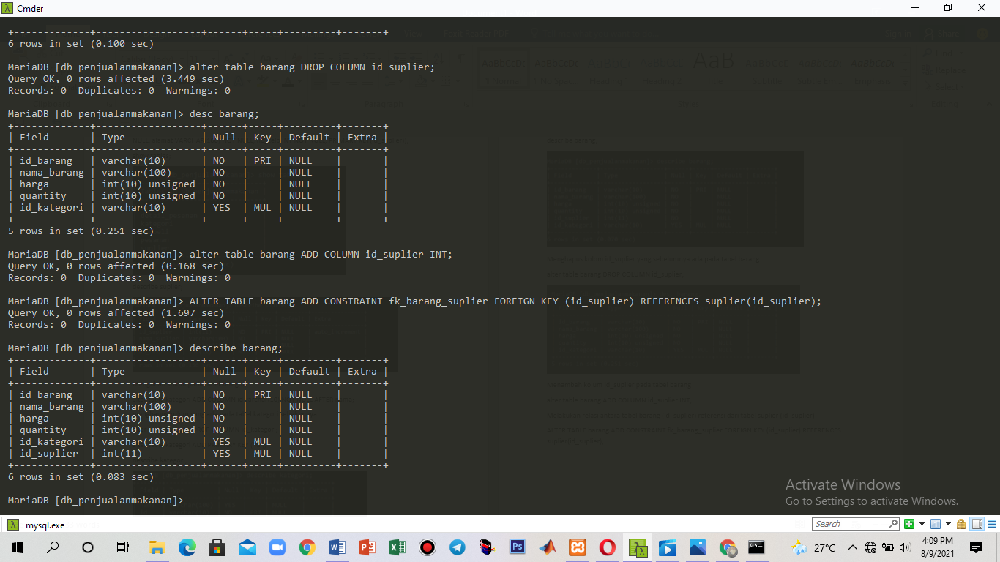 Cmder
+-------------+------------------+------+-----+---------+-------+
6 rows in set (0.100 sec)
MariaDB [db_penjualanmakanan]> alter table barang DROP COLUMN id_suplier;
Query OK, 0 rows affected (3.449 sec)
Records: 0  Duplicates: 0  Warnings: 0
MariaDB [db_penjualanmakanan]> desc barang;
+-------------+------------------+------+-----+---------+-------+
| Field       | Type             | Null | Key | Default | Extra |
+-------------+------------------+------+-----+---------+-------+
| id_barang   | varchar(10)      | NO   | PRI | NULL    |       |
| nama_barang | varchar(100)     | NO   |     | NULL    |       |
| harga       | int(10) unsigned | NO   |     | NULL    |       |
| quantity    | int(10) unsigned | NO   |     | NULL    |       |
| id_kategori | varchar(10)      | YES  | MUL | NULL    |       |
+-------------+------------------+------+-----+---------+-------+
5 rows in set (0.251 sec)
MariaDB [db_penjualanmakanan]> alter table barang ADD COLUMN id_suplier INT;
Query OK, 0 rows affected (0.168 sec)
Records: 0  Duplicates: 0  Warnings: 0
MariaDB [db_penjualanmakanan]> ALTER TABLE barang ADD CONSTRAINT fk_barang_suplier FOREIGN KEY (id_suplier) REFERENCES suplier(id_suplier);
Query OK, 0 rows affected (1.697 sec)
Records: 0  Duplicates: 0  Warnings: 0
MariaDB [db_penjualanmakanan]> describe barang;
+-------------+------------------+------+-----+---------+-------+
| Field       | Type             | Null | Key | Default | Extra |
+-------------+------------------+------+-----+---------+-------+
| id_barang   | varchar(10)      | NO   | PRI | NULL    |       |
| nama_barang | varchar(100)     | NO   |     | NULL    |       |
| harga       | int(10) unsigned | NO   |     | NULL    |       |
| quantity    | int(10) unsigned | NO   |     | NULL    |       |
| id_kategori | varchar(10)      | YES  | MUL | NULL    |       |
| id_suplier  | int(11)          | YES  | MUL | NULL    |       |
+-------------+------------------+------+-----+---------+-------+
6 rows in set (0.083 sec)
MariaDB [db_penjualanmakanan]>
Activate Windows
Go to Settings to activate Windows.
mysql.exe
Search
27°C
4:09 PM
8/9/2021